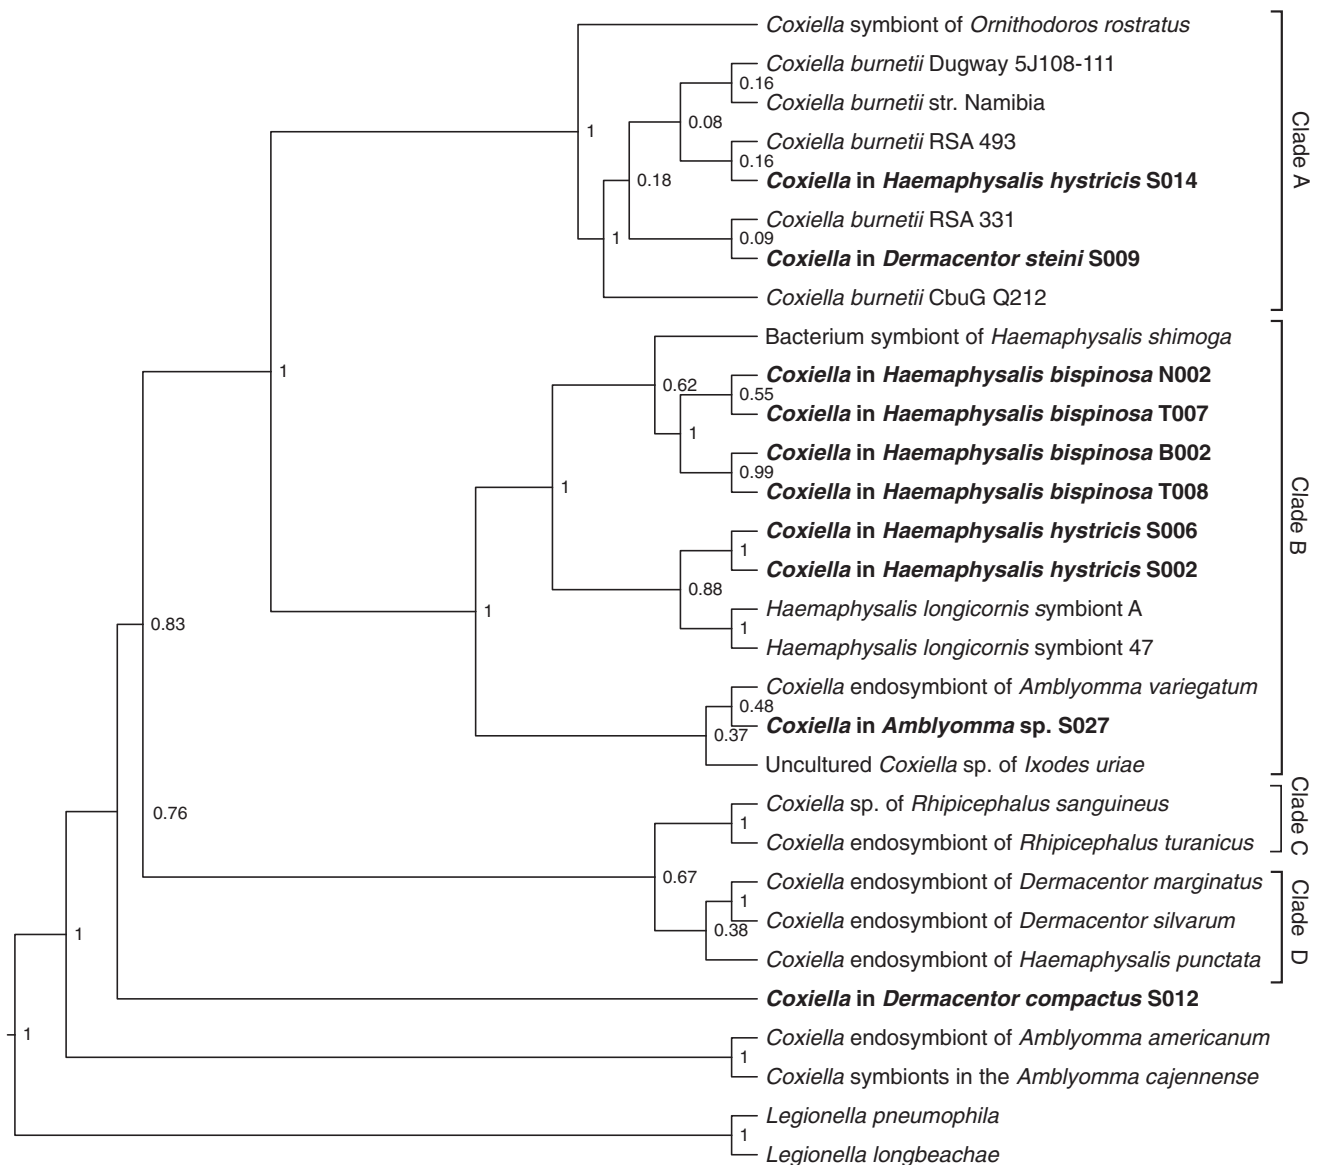 Coxiella symbiont of Ornithodoros rostratus
Coxiella burnetii Dugway 5J108-111
0.16
Coxiella burnetii str. Namibia
0.08
1
Coxiella burnetii RSA 493
0.16
Coxiella in Haemaphysalis hystricis S014
0.18
Clade A
Coxiella burnetii RSA 331
0.09
1
Coxiella in Dermacentor steini S009
Coxiella burnetii CbuG Q212
Bacterium symbiont of Haemaphysalis shimoga
1
Coxiella in Haemaphysalis bispinosa N002
0.62
0.55
Coxiella in Haemaphysalis bispinosa T007
1
Coxiella in Haemaphysalis bispinosa B002
0.99
1
Coxiella in Haemaphysalis bispinosa T008
Clade B
Coxiella in Haemaphysalis hystricis S006
1
Coxiella in Haemaphysalis hystricis S002
0.88
1
Haemaphysalis longicornis symbiont A
0.83
1
Haemaphysalis longicornis symbiont 47
Coxiella endosymbiont of Amblyomma variegatum
0.48
Coxiella in Amblyomma sp. S027
0.37
Uncultured Coxiella sp. of Ixodes uriae
Coxiella sp. of Rhipicephalus sanguineus
0.76
1
Clade C
Coxiella endosymbiont of Rhipicephalus turanicus
0.67
Coxiella endosymbiont of Dermacentor marginatus
1
Coxiella endosymbiont of Dermacentor silvarum
Clade D
1
0.38
Coxiella endosymbiont of Haemaphysalis punctata
Coxiella in Dermacentor compactus S012
1
Coxiella endosymbiont of Amblyomma americanum
1
Coxiella symbionts in the Amblyomma cajennense
Legionella pneumophila
1
Legionella longbeachae